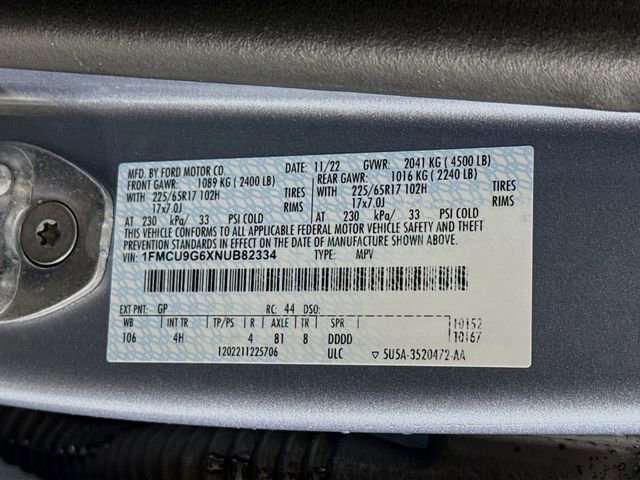 MFD. BY FORD MOTOR CO. DATE: 11/22 GVWR: 2041 KG ( 4500 LB)
FRONT GAWR: 1089 KG ( 2400 LB) REAR GAWR: 1016 KG ( 2240 LB)
WITH 225/65R17 102H TIRES WITH 225/65R17 102H TIRES
17x7.0J RIMS 17x7.0J RIMS
AT 230 kPa/ 33 PSI COLD AT 230 kPa/ 33 PSI COLD
THIS VEHICLE CONFORMS TO ALL APPLICABLE FEDERAL MOTOR VEHICLE SAFETY AND THEFT
PREVENTION STANDARDS IN EFFECT ON THE DATE OF MANUFACTURE SHOWN ABOVE.
VIN: 1FMCU9G6XNUB82334 TYPE: MPV
EXT PNT: GP RC: 44 DSO: 10152
WB INT TR TP/PS R AXLE TR SPR 10167
106 4H 4 81 8 DDDD
1202211225706 ULC ▽ 5U5A-3520472-AA